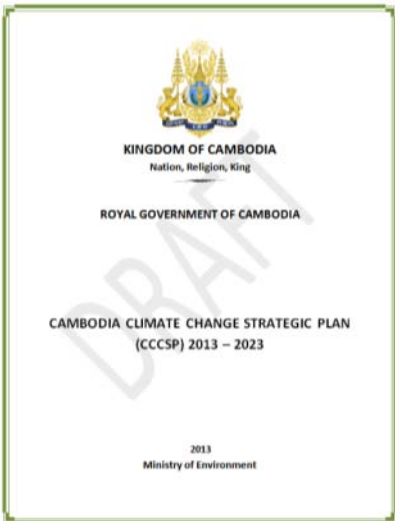 KINGDOM OF CAMBODIA
Nation, Religion, King
ROYAL GOVERNMENT OF CAMBODIA
DRAFT
CAMBODIA CLIMATE CHANGE STRATEGIC PLAN
(CCCSP) 2013 – 2023
2013
Ministry of Environment